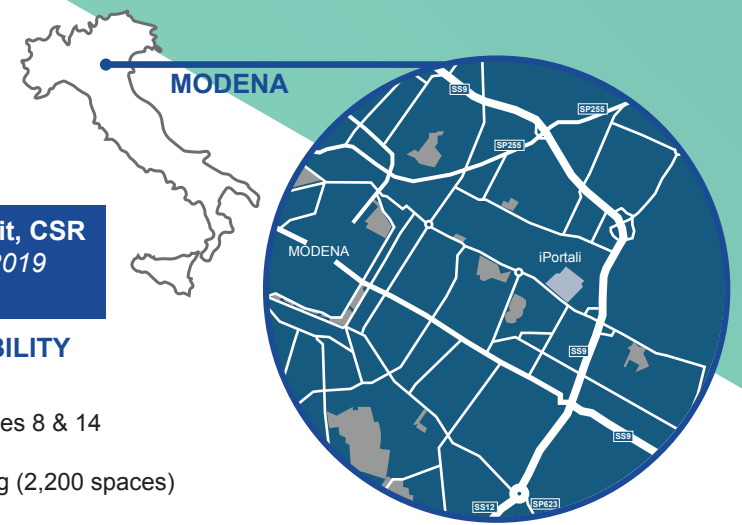 MODENA
SS9
SP255
SP255
it, CSR
2019
MODENA
iPortali
BILITY
SS9
es 8 & 14
SS9
g (2,200 spaces)
SS12
SP623